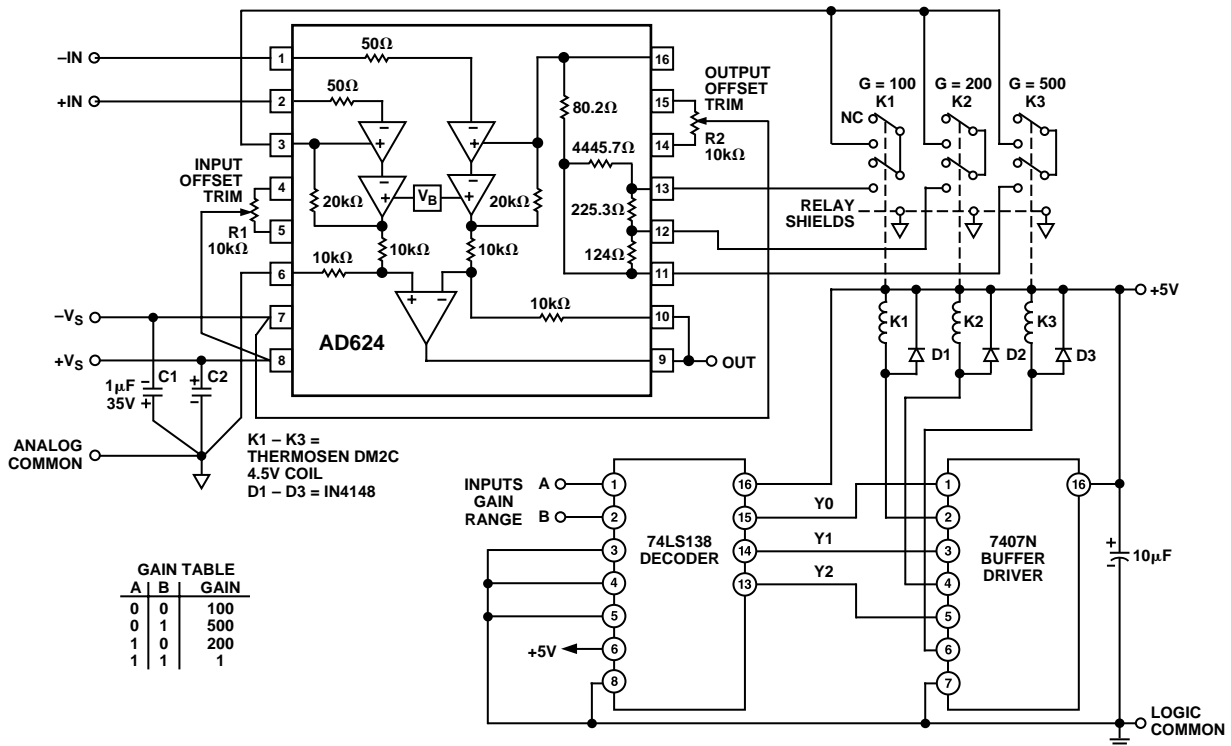 –IN
+IN
1
2
3
4
5
6
7
8
50Ω
50Ω
20kΩ
VB
20kΩ
10kΩ
10kΩ
10kΩ
10kΩ
80.2Ω
4445.7Ω
225.3Ω
124Ω
AD624
16
15
14
13
12
11
10
9
INPUT
OFFSET
TRIM
R1
10kΩ
OUTPUT
OFFSET
TRIM
R2
10kΩ
G = 100
K1
G = 200
K2
G = 500
K3
NC
RELAY
SHIELDS
–VS
+VS
1µF
35V
C1
C2
ANALOG
COMMON
OUT
+5V
K1
D1
K2
D2
K3
D3
K1 – K3 =
THERMOSEN DM2C
4.5V COIL
D1 – D3 = IN4148
INPUTS
GAIN
RANGE
A
B
1
2
3
4
5
6
8
74LS138
DECODER
16
15
14
13
+5V
Y0
Y1
Y2
1
2
3
4
5
6
7
7407N
BUFFER
DRIVER
16
10µF
LOGIC
COMMON
GAIN TABLE
A B GAIN
0 0 100
0 1 500
1 0 200
1 1 1